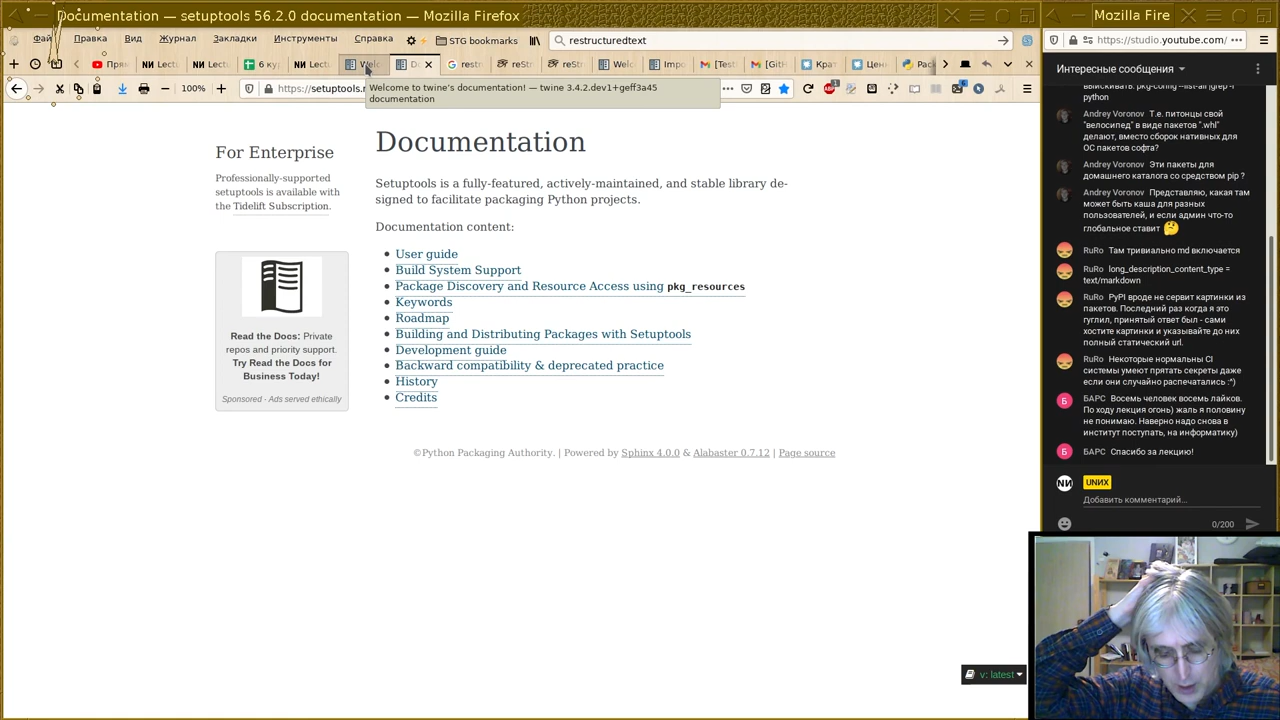 Documentation — setuptools 56.2.0 documentation — Mozilla Firefox
Mozilla Fire
Правка
Вид
Журнал
Закладки
Инструменты
Справка
STG bookmarks
restructuredtext
https://studio.youtube.com/
100%
https://setuptools.r
Welcome to twine's documentation! — twine 3.4.2.dev1+geff3a45
documentation
For Enterprise
Professionally-supported
setuptools is available with
the Tidelift Subscription.
Read the Docs: Private
repos and priority support.
Try Read the Docs for
Business Today!
Sponsored · Ads served ethically
Documentation
Setuptools is a fully-featured, actively-maintained, and stable library de-
signed to facilitate packaging Python projects.
Documentation content:
User guide
Build System Support
Package Discovery and Resource Access using pkg_resources
Keywords
Roadmap
Building and Distributing Packages with Setuptools
Development guide
Backward compatibility & deprecated practice
History
Credits
©Python Packaging Authority. | Powered by Sphinx 4.0.0 & Alabaster 0.7.12 | Page source
v: latest
Интересные сообщения
выискивать. pkg-config --list-all |grep -i
python
Andrey Voronov Т.е. питонцы свой
"велосипед" в виде пакетов ".whl"
делают, вместо сборок нативных для
ОС пакетов софта?
Andrey Voronov Эти пакеты для
домашнего каталога со средством pip ?
Andrey Voronov Представляю, какая там
может быть каша для разных
пользователей, и если админ что-то
глобальное ставит
RuRo Там тривиально md включается
RuRo long_description_content_type =
text/markdown
RuRo PyPI вроде не сервит картинки из
пакетов. Последний раз когда я это
гуглил, принятый ответ был - сами
хостите картинки и указывайте до них
полный статический url.
RuRo Некоторые нормальны CI
системы умеют прятать секреты даже
если они случайно распечатались :^)
БАРС Восемь человек восемь лайков.
По ходу лекция огонь) жаль я половину
не понимаю. Наверно надо снова в
институт поступать, на информатику)
БАРС Спасибо за лекцию!
UNИX
Добавить комментарий...
0/200